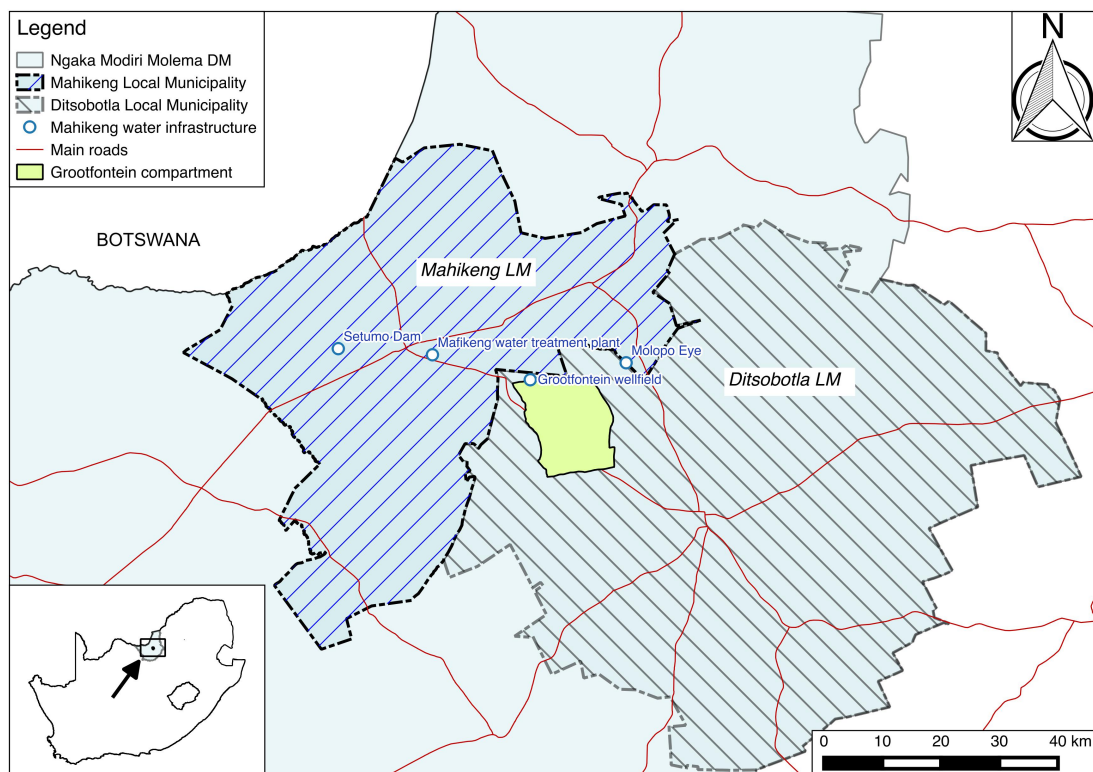 Legend
Ngaka Modiri Molema DM
Mahikeng Local Municipality
Ditsobotla Local Municipality
Mahikeng water infrastructure
Main roads
Grootfontein compartment
N
BOTSWANA
Mahikeng LM
Setumo Dam
Mafikeng water treatment plant
Molopo Eye
Grootfontein wellfield
Ditsobotla LM
0 10 20 30 40 km